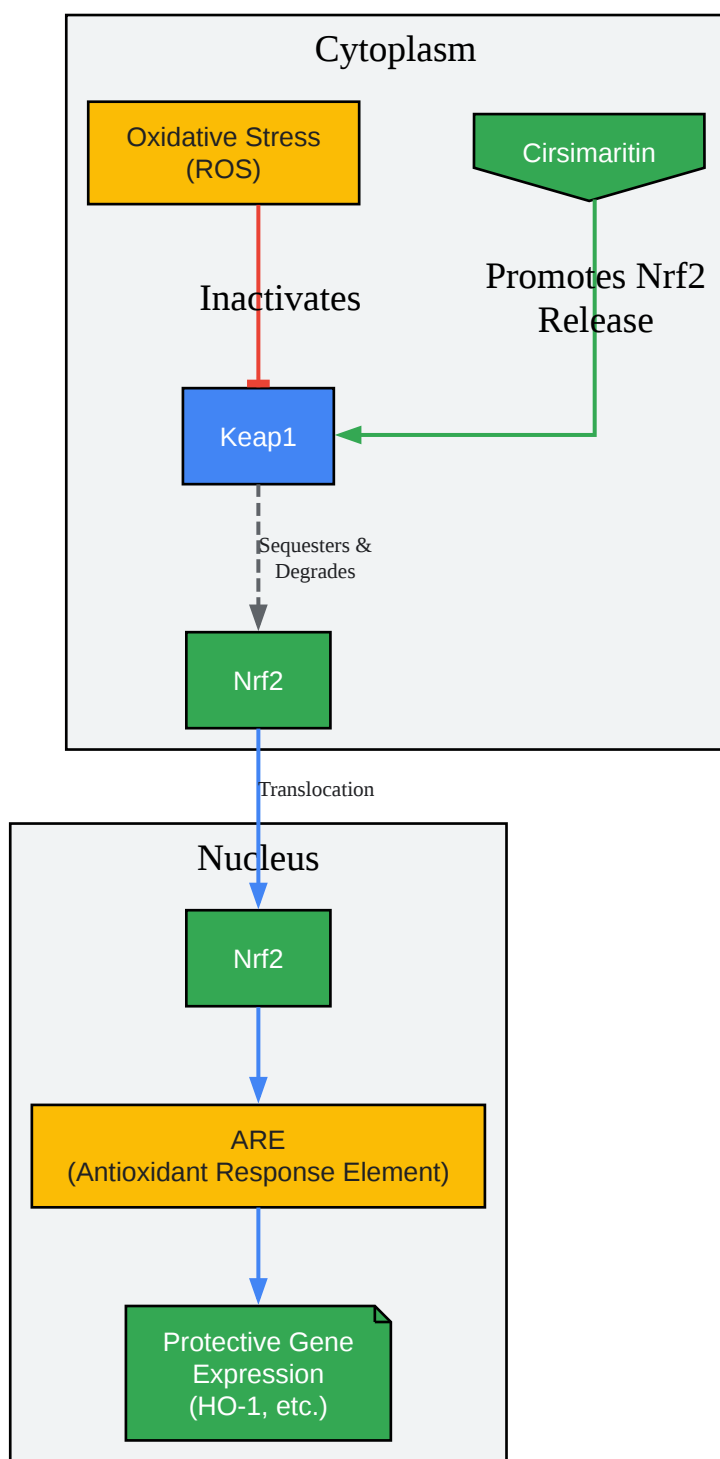 Cytoplasm
Oxidative Stress
(ROS)
Cirsimaritin
Inactivates
Promotes Nrf2
Release
Keap1
Sequesters &
Degrades
Nrf2
Translocation
Nucleus
Nrf2
ARE
(Antioxidant Response Element)
Protective Gene
Expression
(HO-1, etc.)